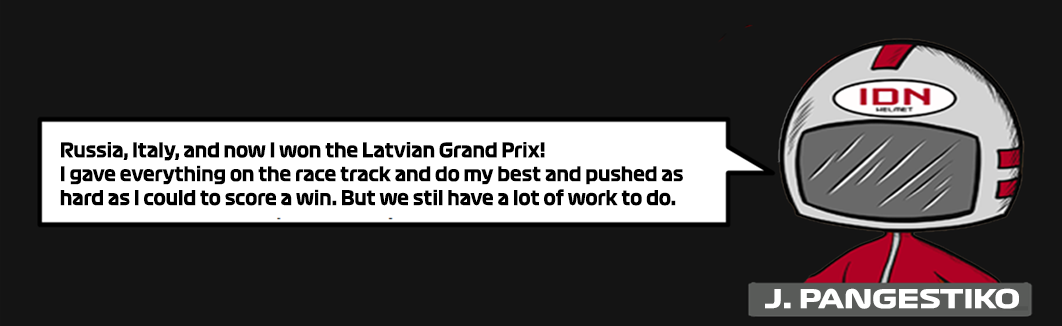 Russia, Italy, and now I won the Latvian Grand Prix!
I gave everything on the race track and do my best and pushed as
hard as I could to score a win. But we stil have a lot of work to do.
IDN
HELMET
J. PANGESTIKO